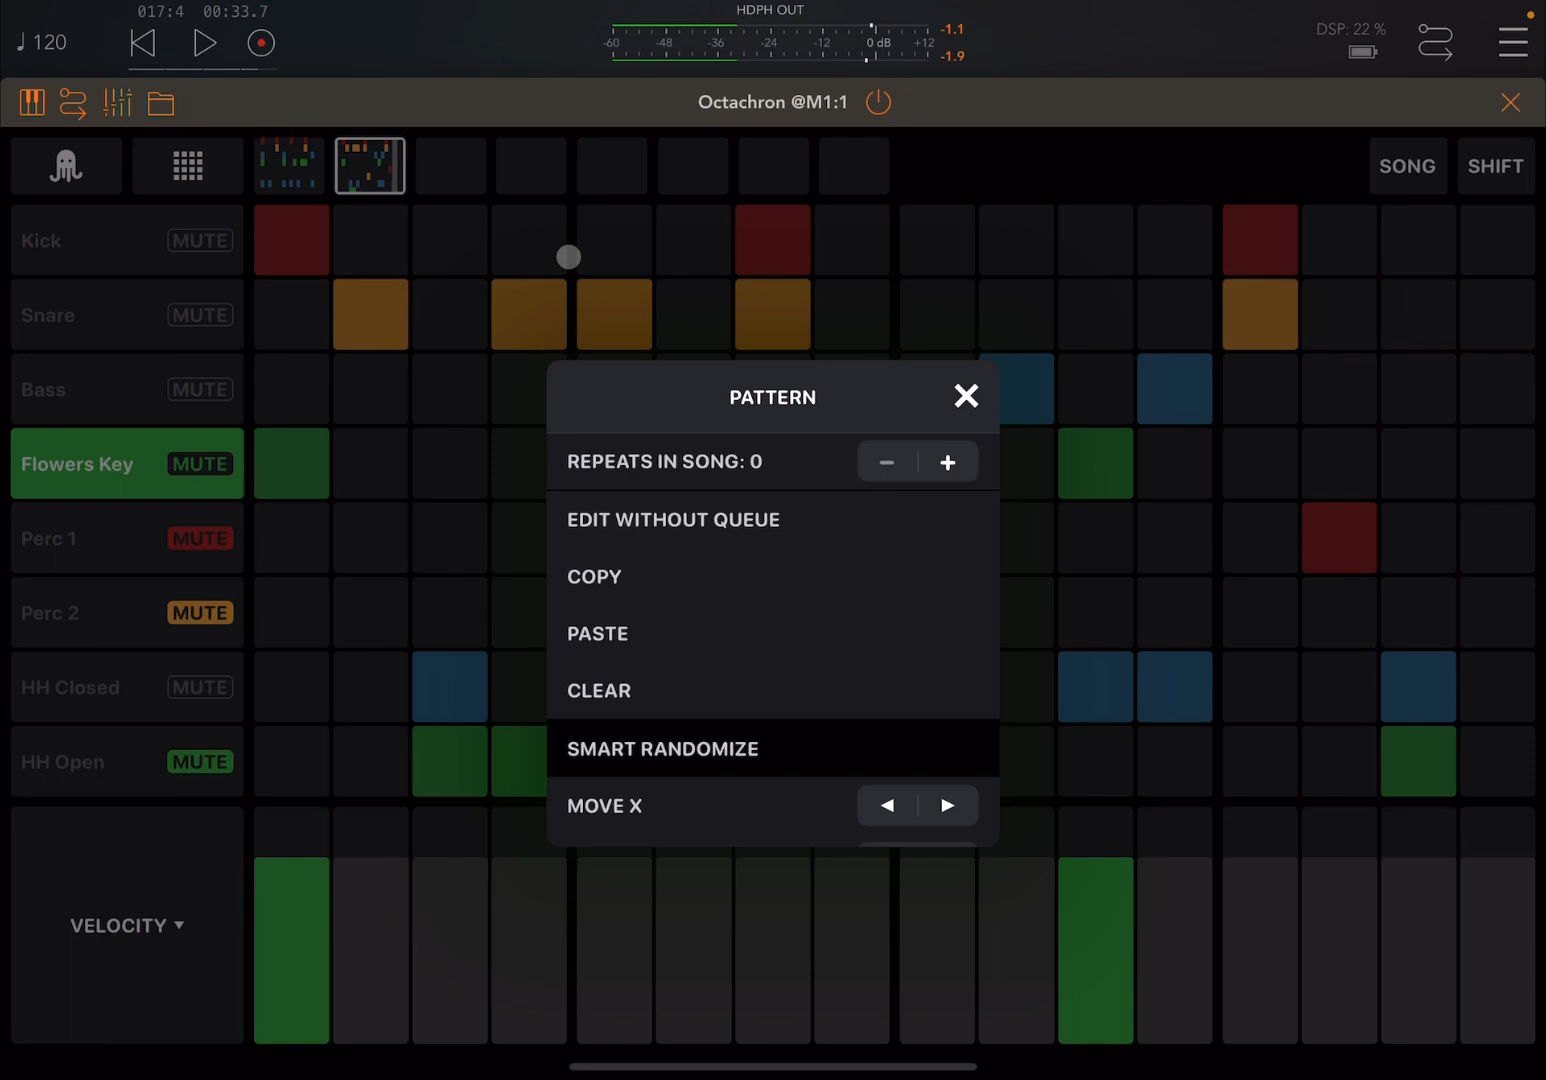 017:4 00:33.7
HDPH OUT
♩ 120
-60 -48 -36 -24 -12 0 dB +12
-1.1
-1.9
DSP: 22 %
Octachron @M1:1
SONG
SHIFT
Kick MUTE
Snare MUTE
Bass MUTE
Flowers Key MUTE
Perc 1 MUTE
Perc 2 MUTE
HH Closed MUTE
HH Open MUTE
VELOCITY ▼
PATTERN
REPEATS IN SONG: 0 − +
EDIT WITHOUT QUEUE
COPY
PASTE
CLEAR
SMART RANDOMIZE
MOVE X ◀ ▶